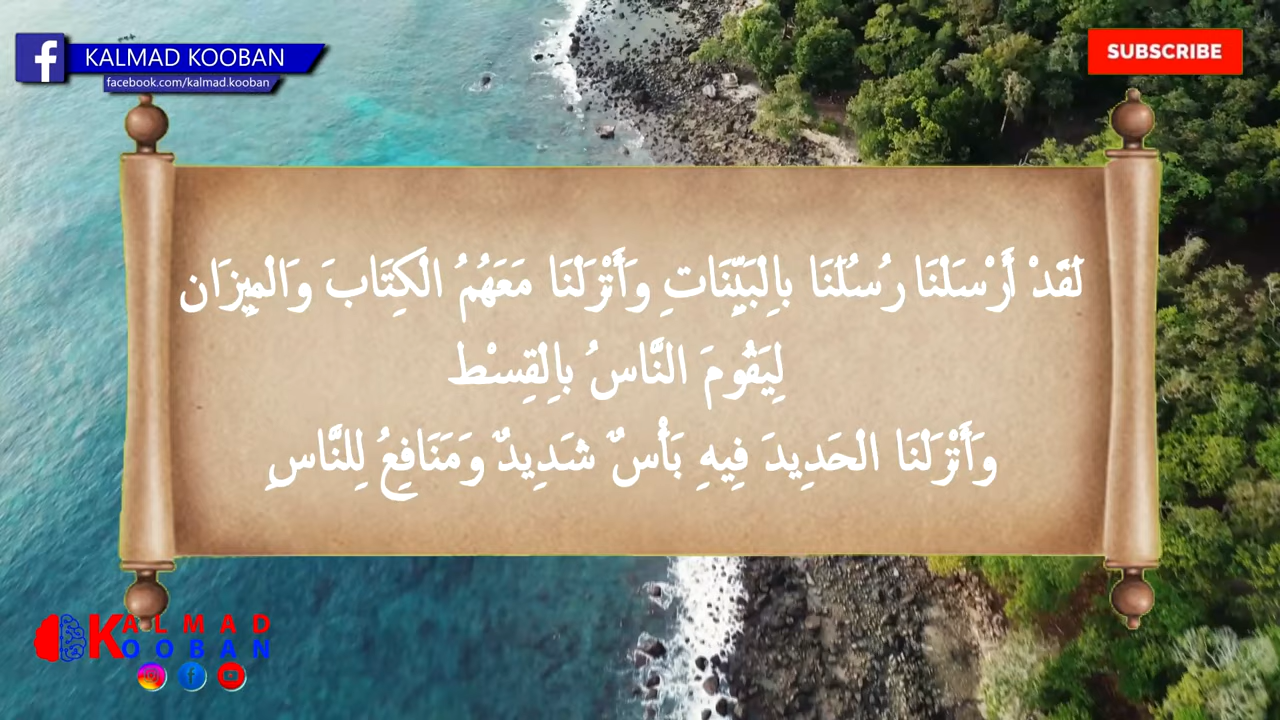 KALMAD KOOBAN
facebook.com/kalmad.kooban
SUBSCRIBE
لَقَدْ أَرْسَلْنَا رُسُلَنَا بِالْبَيِّنَاتِ وَأَنْزَلْنَا مَعَهُمُ الْكِتَابَ وَالْمِيزَان
لِيَقُومَ النَّاسُ بِالْقِسْط
وَأَنْزَلْنَا الْحَدِيدَ فِيهِ بَأْسٌ شَدِيدٌ وَمَنَافِعُ لِلنَّاسِ
KALMAD
KOOBAN